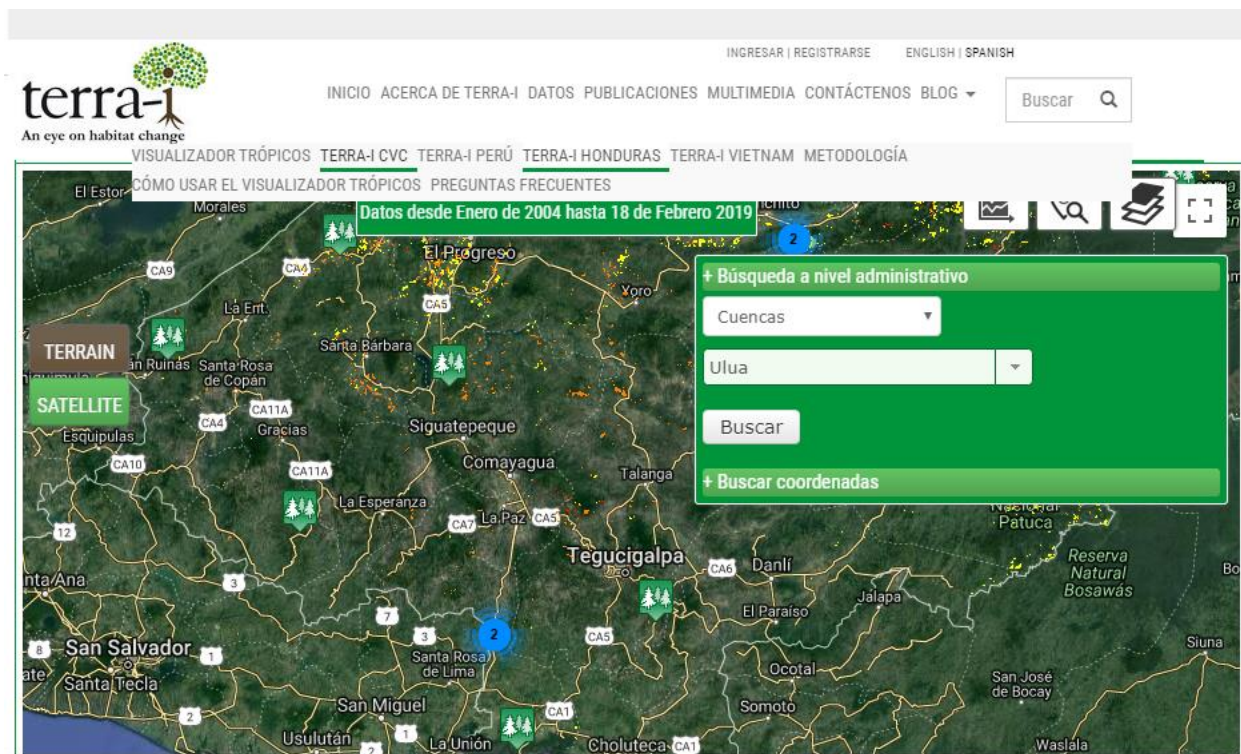 INGRESAR | REGISTRARSE ENGLISH | SPANISH
terra-i
An eye on habitat change
INICIO ACERCA DE TERRA-I DATOS PUBLICACIONES MULTIMEDIA CONTÁCTENOS BLOG
Buscar
VISUALIZADOR TRÓPICOS TERRA-I CVC TERRA-I PERÚ TERRA-I HONDURAS TERRA-I VIETNAM METODOLOGÍA
CÓMO USAR EL VISUALIZADOR TRÓPICOS PREGUNTAS FRECUENTES
El Estor
Morales
Datos desde Enero de 2004 hasta 18 de Febrero 2019
2
El Progreso
CA9
CA4
Yoro
+ Búsqueda a nivel administrativo
La Ent.
CA5
Cuencas
TERRAIN
Santa Bárbara
Santa Rosa
de Copán
Ulua
SATELLITE
CA11A
CA4
Esquipulas
Gracias
Siguatepeque
Buscar
CA10
CA11A
Comayagua
Talanga
+ Buscar coordenadas
La Esperanza
CA7
La Paz
CA5
Patuca
12
Tegucigalpa
CA6
Danlí
Reserva
Natural
Bosawás
3
El Paraíso
Jalapa
7
3
2
CA5
8
San Salvador
1
Santa Rosa
de Lima
Siuna
Santa Tecla
Ocotal
San José
de Bocay
2
San Miguel
CA1
Somoto
Usulután
1
2
La Unión
Choluteca
CA1
Waslala